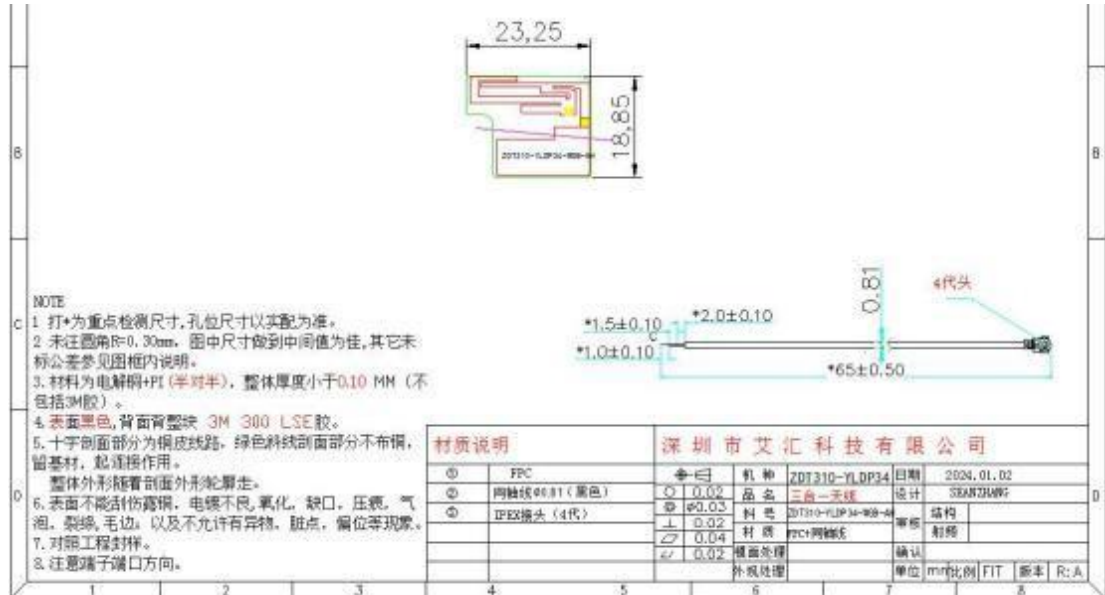 23,25
18,85
B
B
ZDT310-YLDP34-WGB-AH
0.81
4代头
*1.5±0.10
*2.0±0.10
C
*1.0±0.10
*65±0.50
C
C
NOTE
1 打*为重点检测尺寸,孔位尺寸以实配为准。
2 未注圆角R=0.30mm, 图中尺寸做到中间值为佳,其它未
标公差参见图框内说明。
3.材料为电解铜+PI(半对半), 整体厚度小于0.10 MM (不
包括3M胶)。
4.表面黑色,背面背整块 3M 300 LSE胶。
5.十字剖面部分为铜皮线路, 绿色斜线剖面部分不布铜,
留基材, 起连接作用。
整体外形随着剖面外形轮廓走。
6.表面不能刮伤露铜, 电镀不良,氧化, 缺口, 压痕, 气
泡, 裂缝,毛边, 以及不允许有异物, 脏点, 偏位等现象。
7.对照工程封样。
8.注意端子端口方向。
D
D
材质说明
① FPC
② 同轴线Φ0.81(黑色)
③ IPEX接头(4代)
深圳市艾汇科技有限公司
机种 ZDT310-YLDP34 日期 2024.01.02
0.02 品名 三合一天线 设计 SEANZHANG
Φ0.03 料号 ZDT310-YLDP34-WGB-AH 审核 结构
0.02 材质 FPC+同轴线 射频
0.04
0.02 模面处理 确认
外观处理 单位 mm 比例 FIT 版本 R:A
1 2 3 4 5 6 7 8